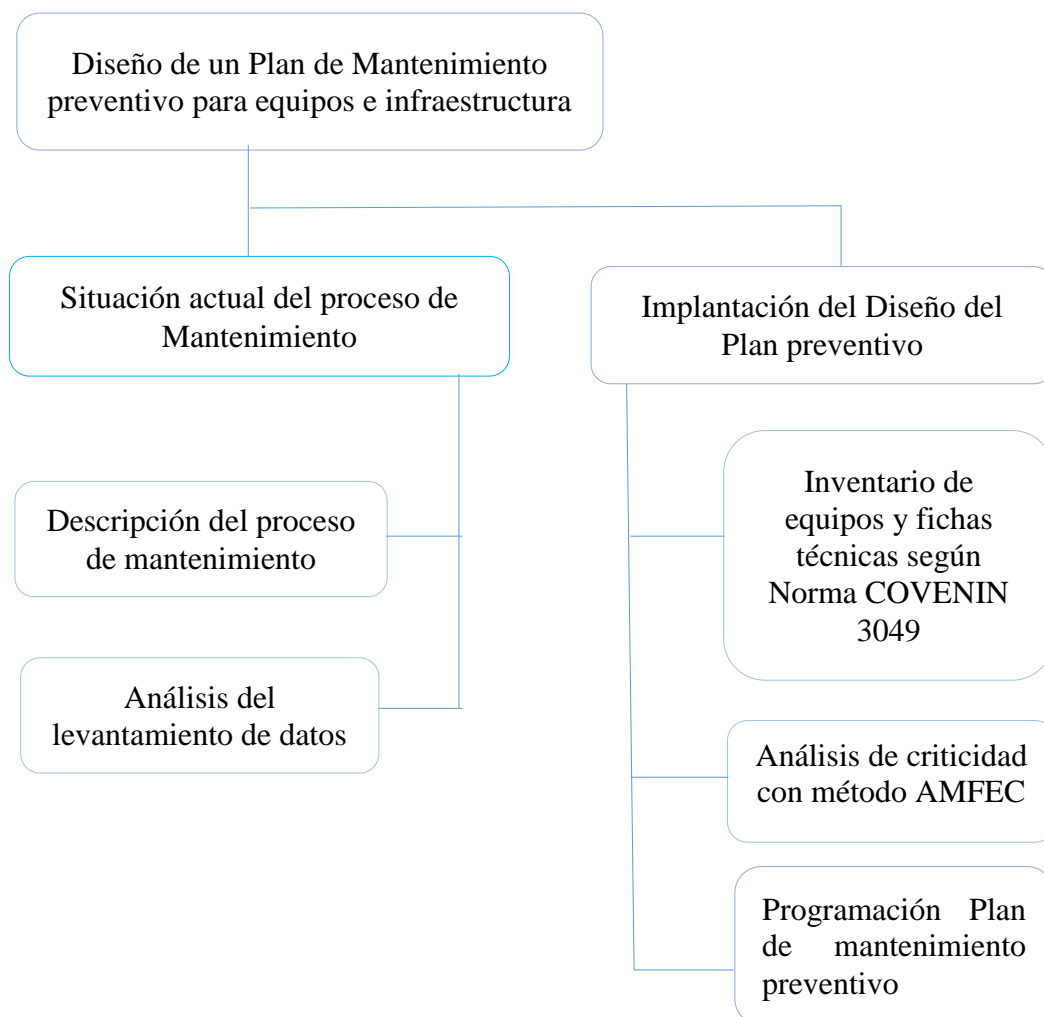 Diseño de un Plan de Mantenimiento
preventivo para equipos e infraestructura
Situación actual del proceso de
Mantenimiento
Implantación del Diseño del
Plan preventivo
Descripción del proceso
de mantenimiento
Análisis del
levantamiento de datos
Inventario de
equipos y fichas
técnicas según
Norma COVENIN
3049
Análisis de criticidad
con método AMFEC
Programación Plan
de mantenimiento
preventivo